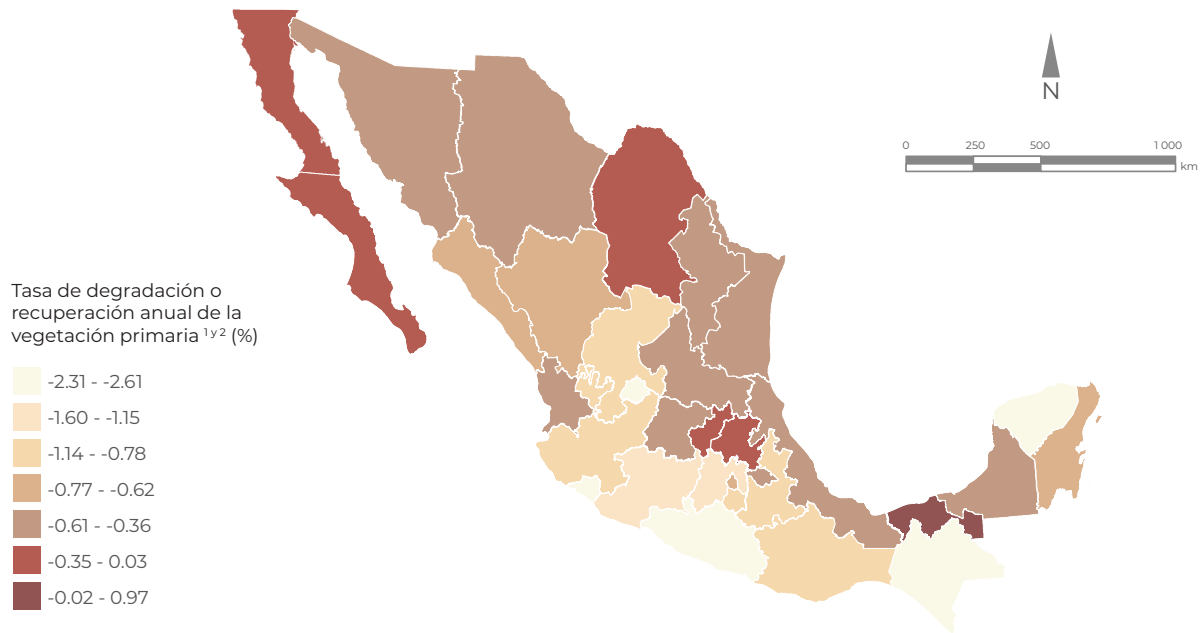 N
0 250 500 1 000
km
Tasa de degradación o
recuperación anual de la
vegetación primaria ¹ ʸ ² (%)
-2.31 - -2.61
-1.60 - -1.15
-1.14 - -0.78
-0.77 - -0.62
-0.61 - -0.36
-0.35 - 0.03
-0.02 - 0.97